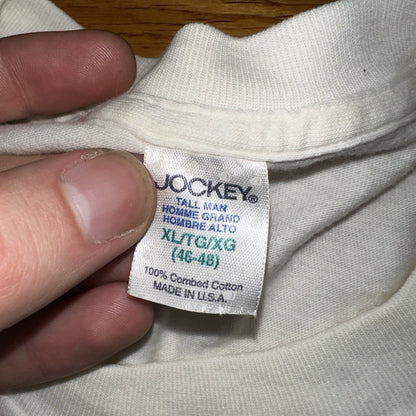 JOCKEY®
TALL MAN
HOMME GRAND
HOMBRE ALTO
XL/TG/XG
(46-48)
100% Combed Cotton
MADE IN U.S.A.